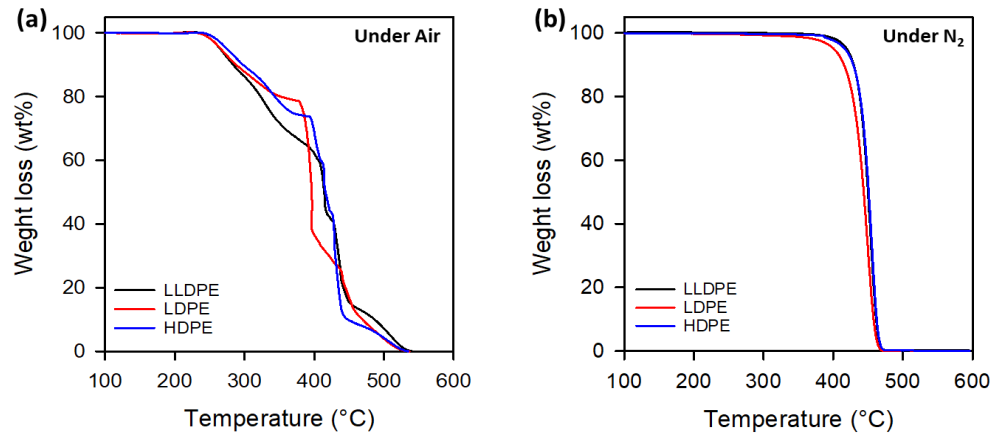 (a)
Under Air
Weght loss (wt%)
100
80
60
40
20
0
LLDPE
LDPE
HDPE
100 200 300 400 500 600
Temperature (°C)
(b)
Under N₂
Weght loss (wt%)
100
80
60
40
20
0
LLDPE
LDPE
HDPE
100 200 300 400 500 600
Temperature (°C)